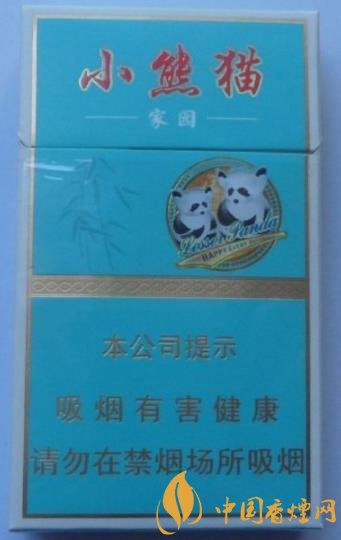 小熊猫
家园
Lesser Panda
HAPPY
本公司提示
吸烟有害健康
请勿在禁烟场所吸烟
中国香烟网